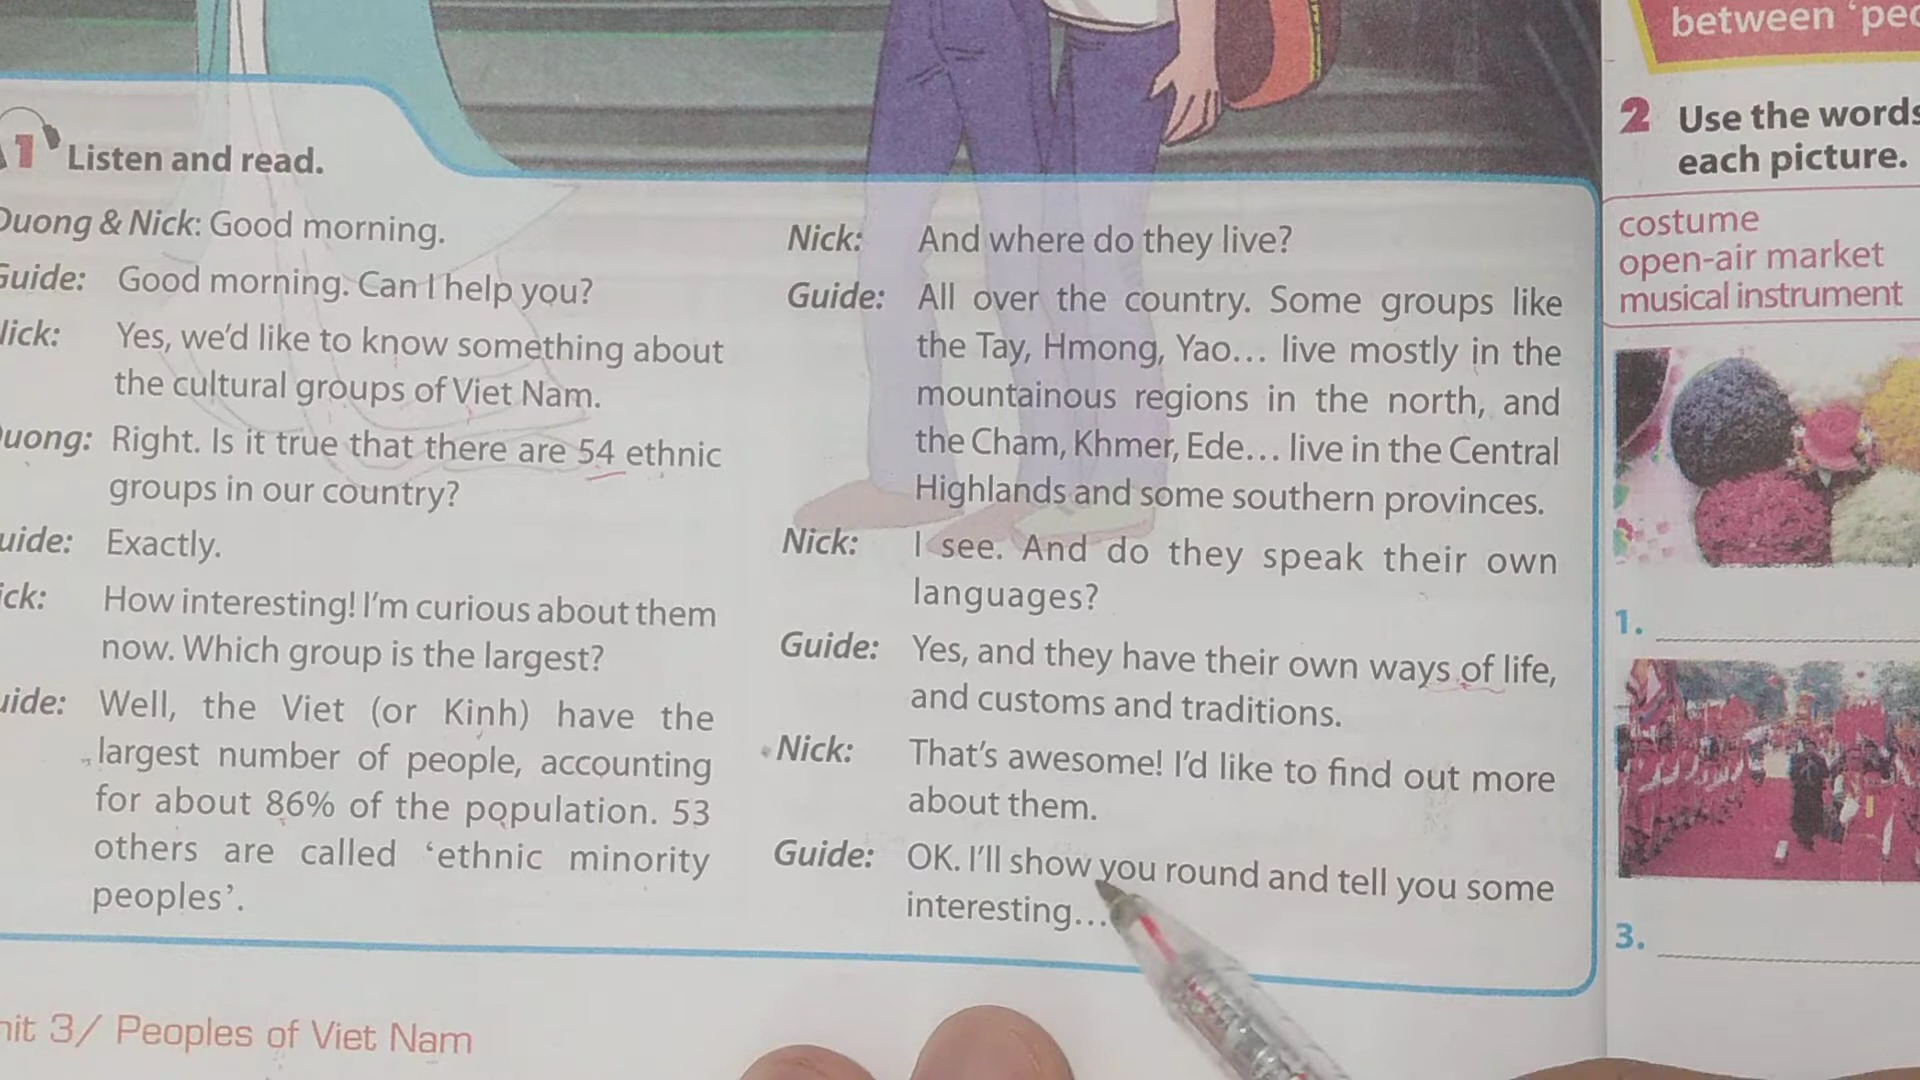 1 Listen and read.
Duong & Nick: Good morning.
Guide: Good morning. Can I help you?
Nick: Yes, we'd like to know something about
the cultural groups of Viet Nam.
Duong: Right. Is it true that there are 54 ethnic
groups in our country?
Guide: Exactly.
Nick: How interesting! I'm curious about them
now. Which group is the largest?
Guide: Well, the Viet (or Kinh) have the
largest number of people, accounting
for about 86% of the population. 53
others are called ‘ethnic minority
peoples’.
Nick: And where do they live?
Guide: All over the country. Some groups like
the Tay, Hmong, Yao… live mostly in the
mountainous regions in the north, and
the Cham, Khmer, Ede… live in the Central
Highlands and some southern provinces.
Nick: I see. And do they speak their own
languages?
Guide: Yes, and they have their own ways of life,
and customs and traditions.
Nick: That's awesome! I'd like to find out more
about them.
Guide: OK. I'll show you round and tell you some
interesting…
Unit 3/ Peoples of Viet Nam
between
2 Use the words
each picture.
costume
open-air market
musical instrument
1.
3.